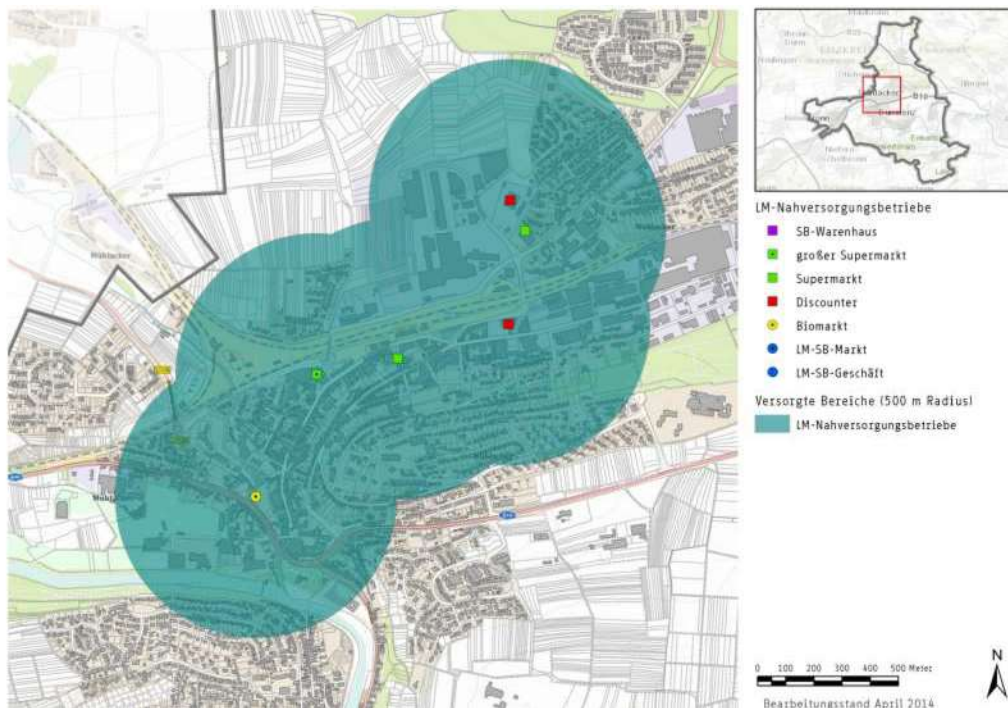 Mühlacker
Mühlacker
LM-Nahversorgungsbetriebe
SB-Warenhaus
großer Supermarkt
Supermarkt
Discounter
Biomarkt
LM-SB-Markt
LM-SB-Geschäft
Versorgte Bereiche (500 m Radius)
LM-Nahversorgungsbetriebe
N
0 100 200 300 400 500 Meter
Bearbeitungsstand April 2014